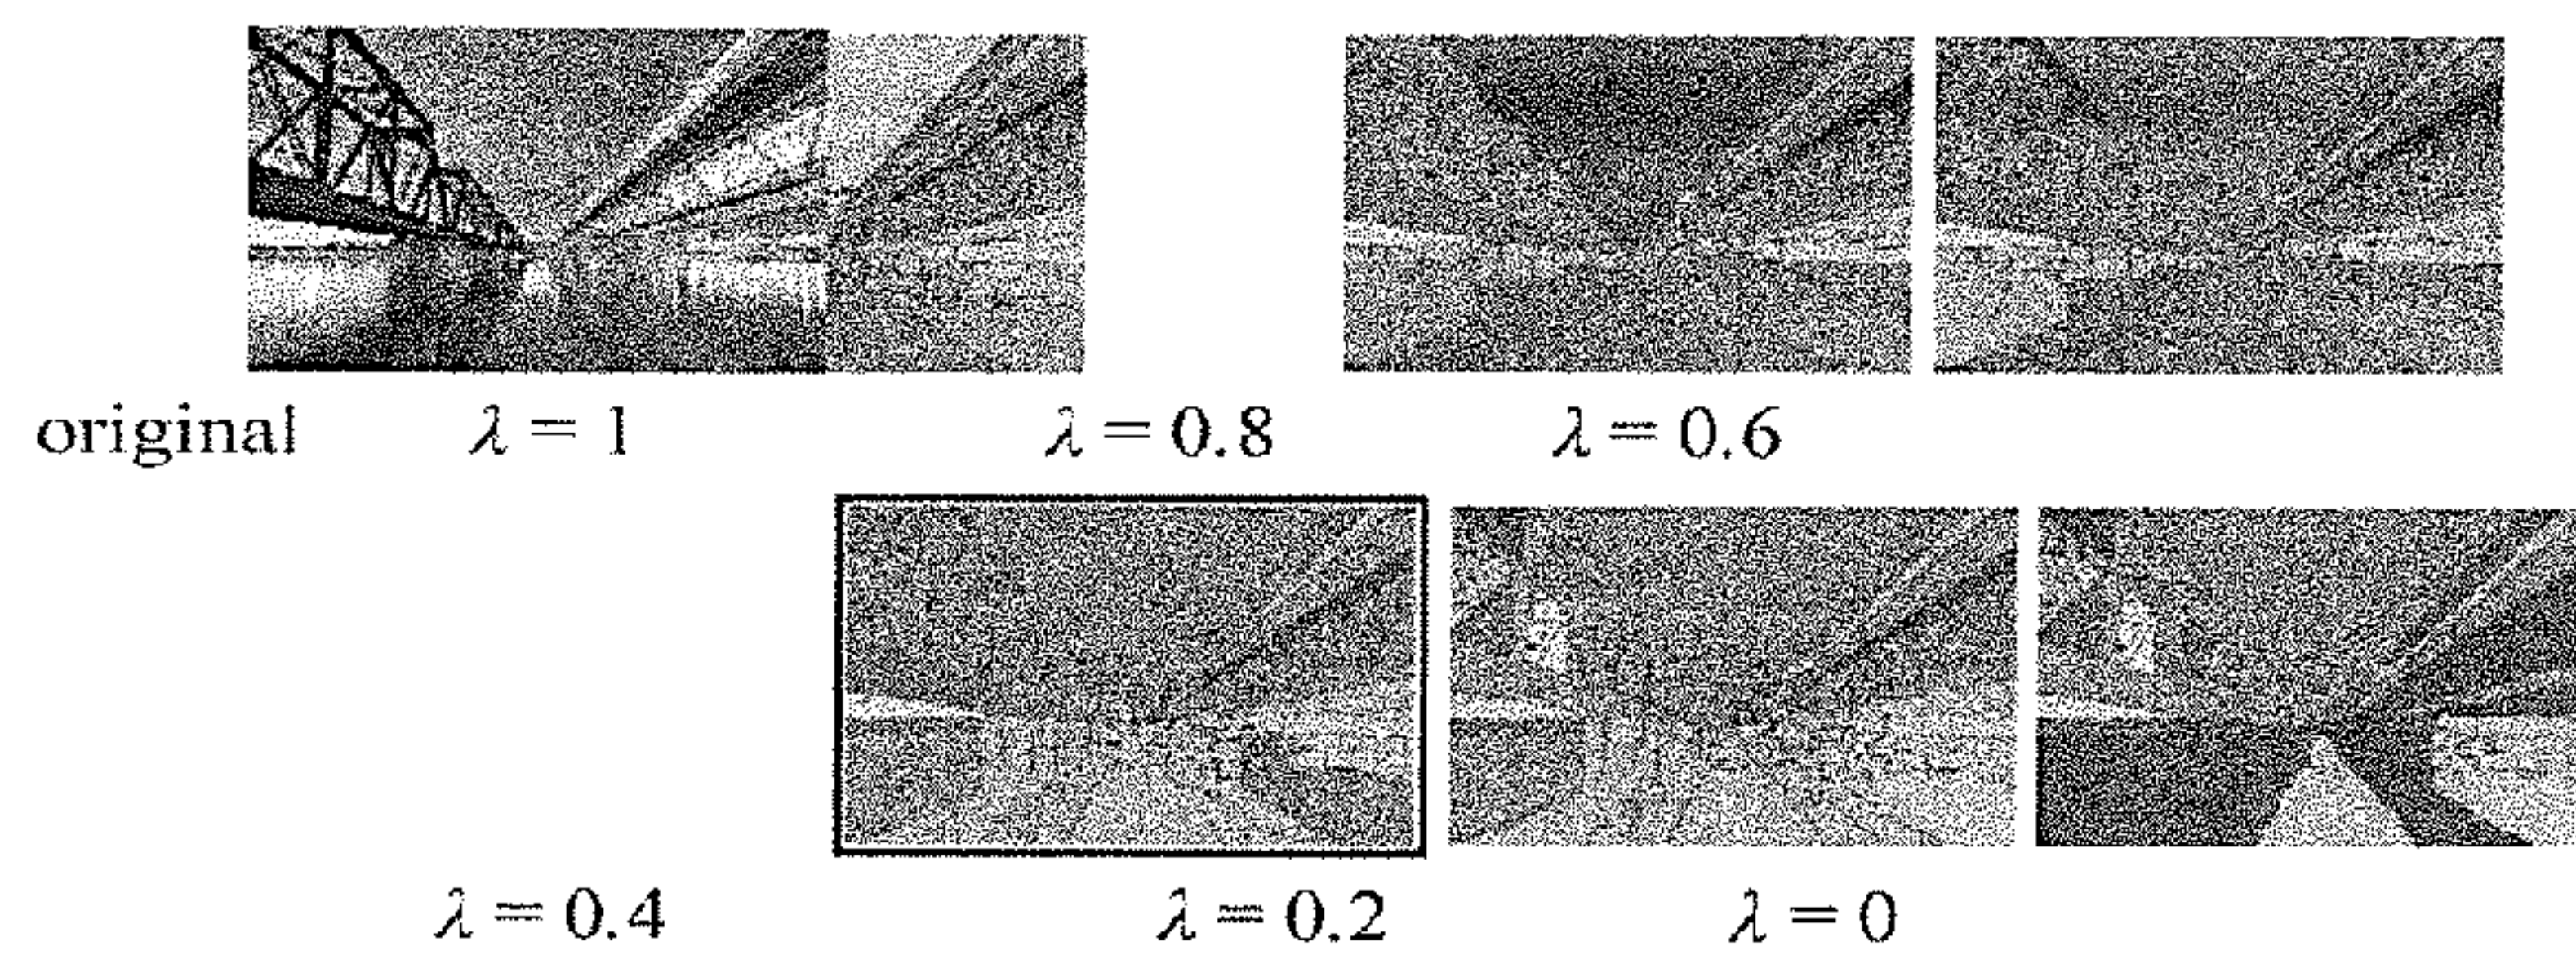 original λ = 1 λ = 0.8 λ = 0.6
λ = 0.4 λ = 0.2 λ = 0